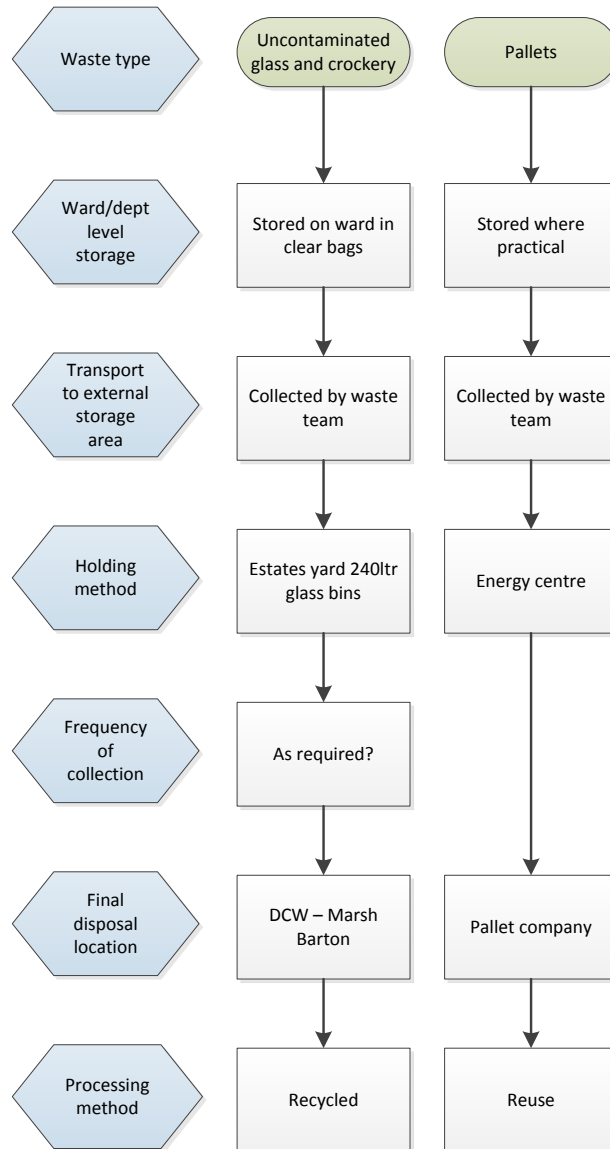 Waste type
Uncontaminated
glass and crockery
Pallets
Ward/dept
level
storage
Stored on ward in
clear bags
Stored where
practical
Transport
to external
storage
area
Collected by waste
team
Collected by waste
team
Holding
method
Estates yard 240ltr
glass bins
Energy centre
Frequency
of
collection
As required?
Final
disposal
location
DCW – Marsh
Barton
Pallet company
Processing
method
Recycled
Reuse